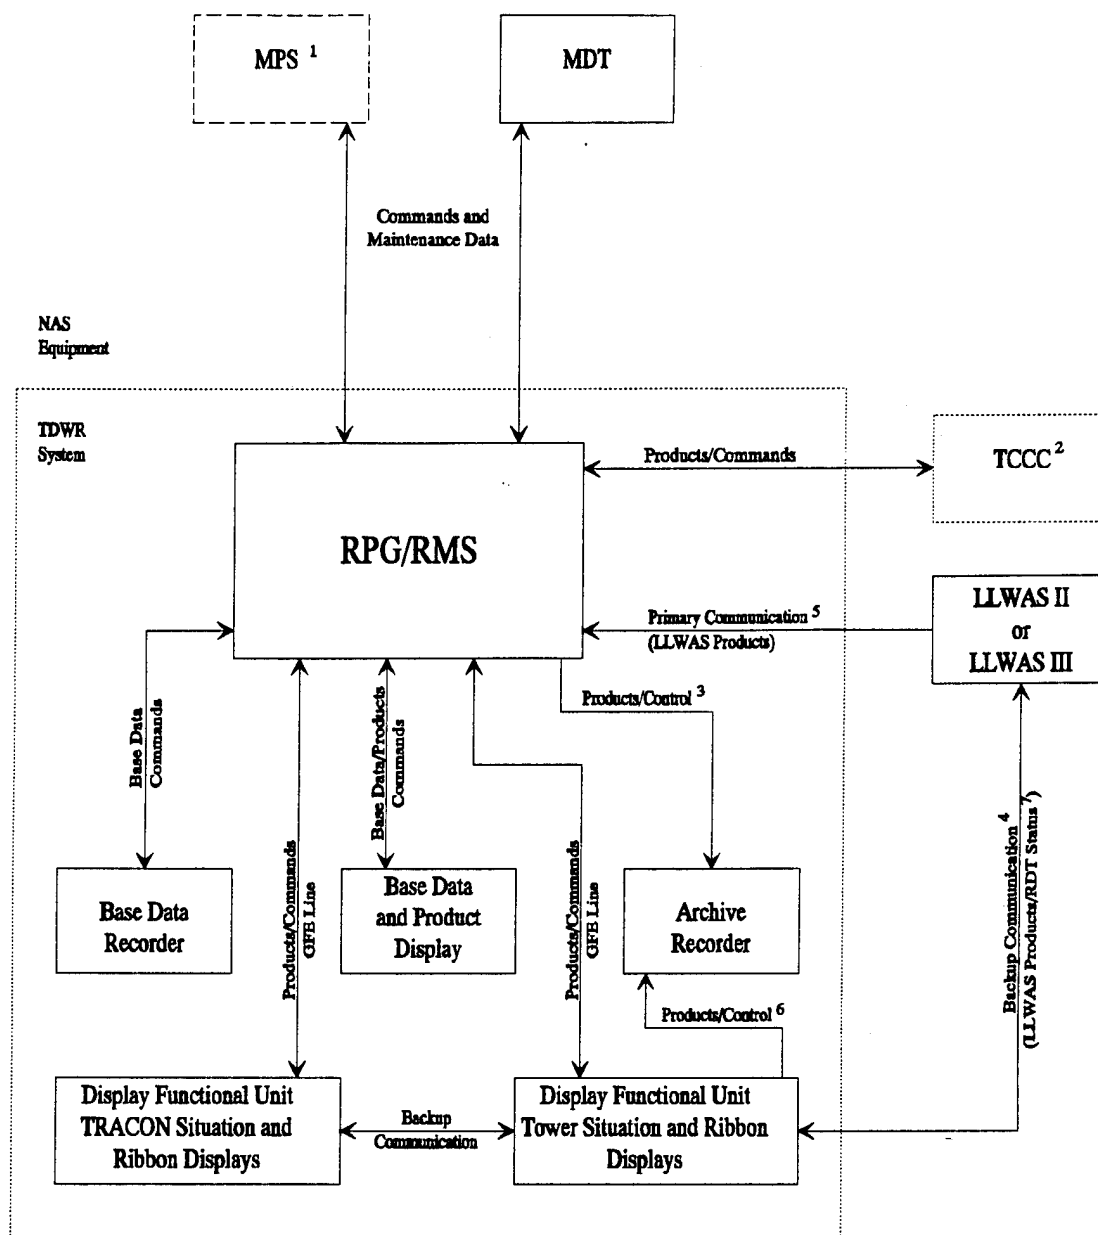 MPS 1
MDT
Commands and
Maintenance Data
NAS
Equipment
TDWR
System
Products/Commands
TCCC 2
RPG/RMS
LLWAS II
or
LLWAS III
Primary Communication 5
(LLWAS Products)
Products/Control 3
Base Data
Commands
Base Data/Products
Commands
Products/Commands
GFE Line
Products/Commands
GFE Line
Backup Communication 4
(LLWAS Products/RDT Status 7)
Base Data
Recorder
Base Data
and Product
Display
Archive
Recorder
Products/Control 6
Display Functional Unit
TRACON Situation and
Ribbon Displays
Backup
Communication
Display Functional Unit
Tower Situation and Ribbon
Displays